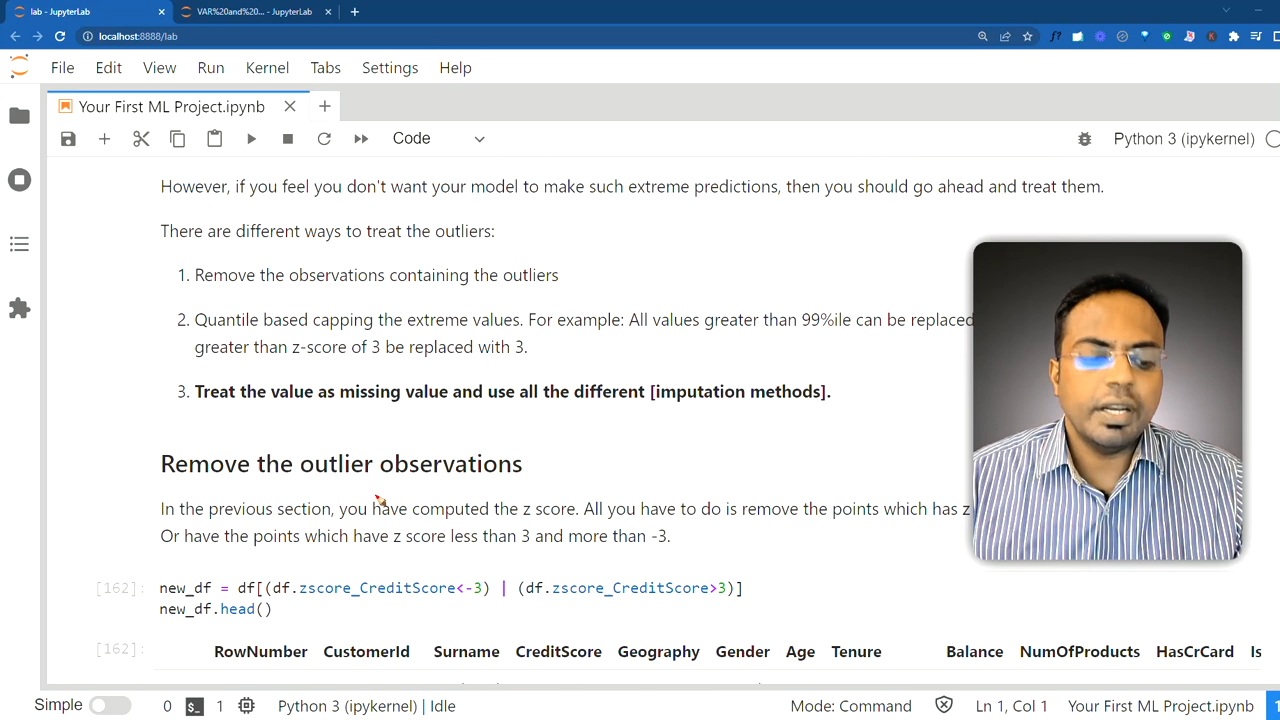 lab - JupyterLab
VAR%20and%20... - JupyterLab
localhost:8888/lab
File Edit View Run Kernel Tabs Settings Help
Your First ML Project.ipynb
Code
Python 3 (ipykernel)
However, if you feel you don't want your model to make such extreme predictions, then you should go ahead and treat them.
There are different ways to treat the outliers:
1. Remove the observations containing the outliers
2. Quantile based capping the extreme values. For example: All values greater than 99%ile can be replaced
greater than z-score of 3 be replaced with 3.
3. Treat the value as missing value and use all the different [imputation methods].
Remove the outlier observations
In the previous section, you have computed the z score. All you have to do is remove the points which has z
Or have the points which have z score less than 3 and more than -3.
[162]: new_df = df[(df.zscore_CreditScore<-3) | (df.zscore_CreditScore>3)]
new_df.head()
[162]: RowNumber CustomerId Surname CreditScore Geography Gender Age Tenure Balance NumOfProducts HasCrCard Is
Simple 0 $_ 1 Python 3 (ipykernel) | Idle Mode: Command Ln 1, Col 1 Your First ML Project.ipynb 1